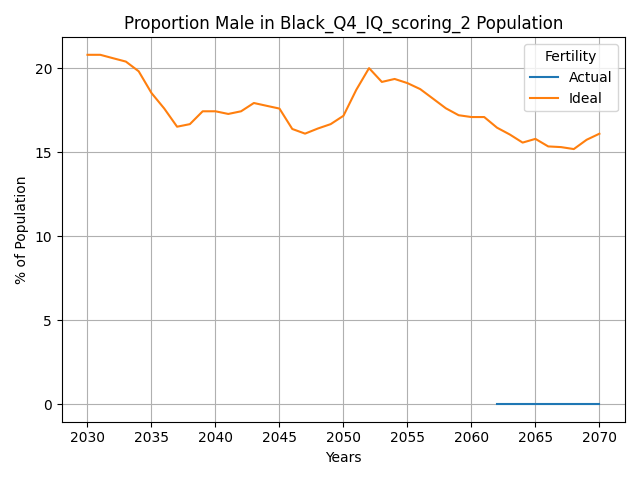 Proportion Male in Black_Q4_IQ_scoring_2 Population
Fertility
Actual
Ideal
% of Population
20
15
10
5
0
2030 2035 2040 2045 2050 2055 2060 2065 2070
Years